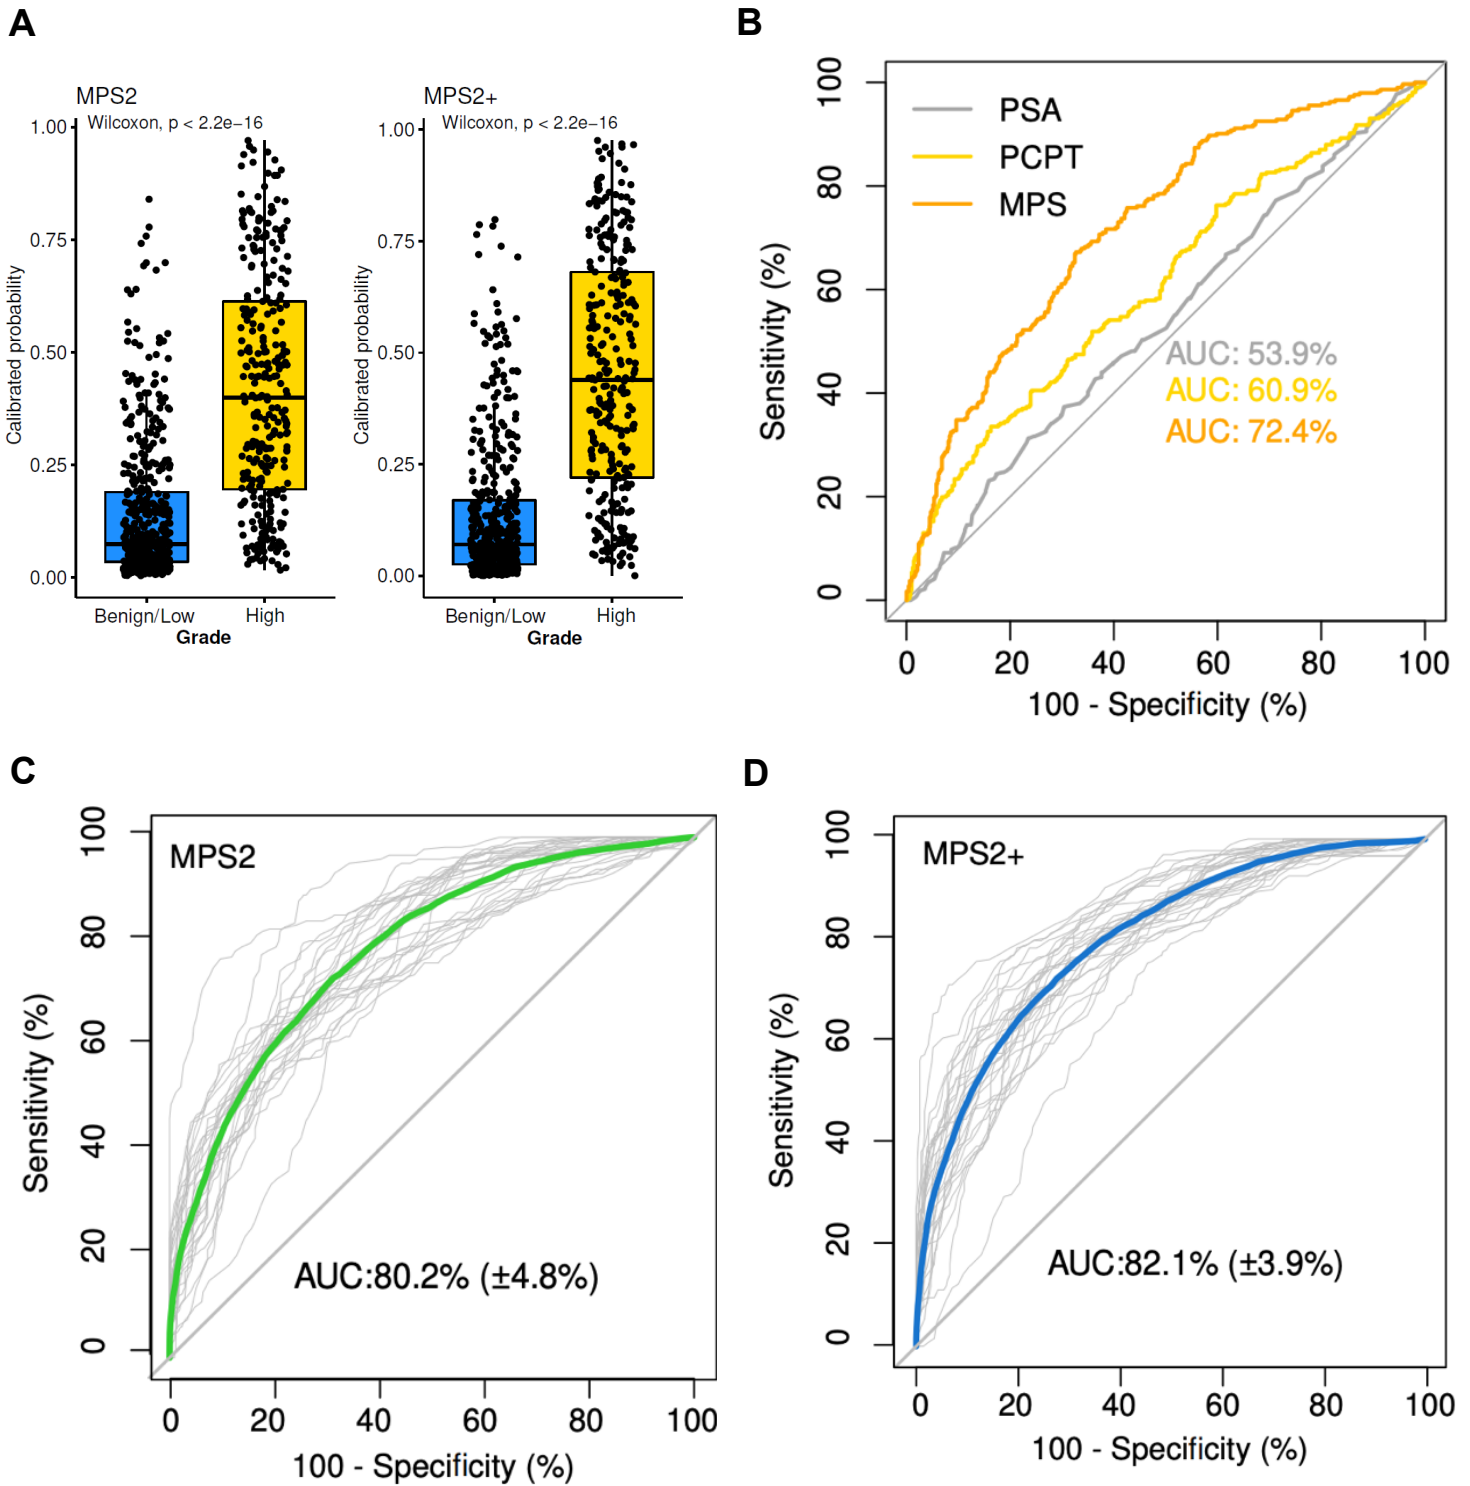 A
MPS2
Wilcoxon, p < 2.2e−16
Calibrated probability
1.00
0.75
0.50
0.25
0.00
Benign/Low
High
Grade
MPS2+
Wilcoxon, p < 2.2e−16
Calibrated probability
1.00
0.75
0.50
0.25
0.00
Benign/Low
High
Grade
B
PSA
PCPT
MPS
AUC: 53.9%
AUC: 60.9%
AUC: 72.4%
Sensitivity (%)
100
80
60
40
20
0
0 20 40 60 80 100
100 - Specificity (%)
C
MPS2
AUC:80.2% (±4.8%)
Sensitivity (%)
100
80
60
40
20
0
0 20 40 60 80 100
100 - Specificity (%)
D
MPS2+
AUC:82.1% (±3.9%)
Sensitivity (%)
100
80
60
40
20
0
0 20 40 60 80 100
100 - Specificity (%)